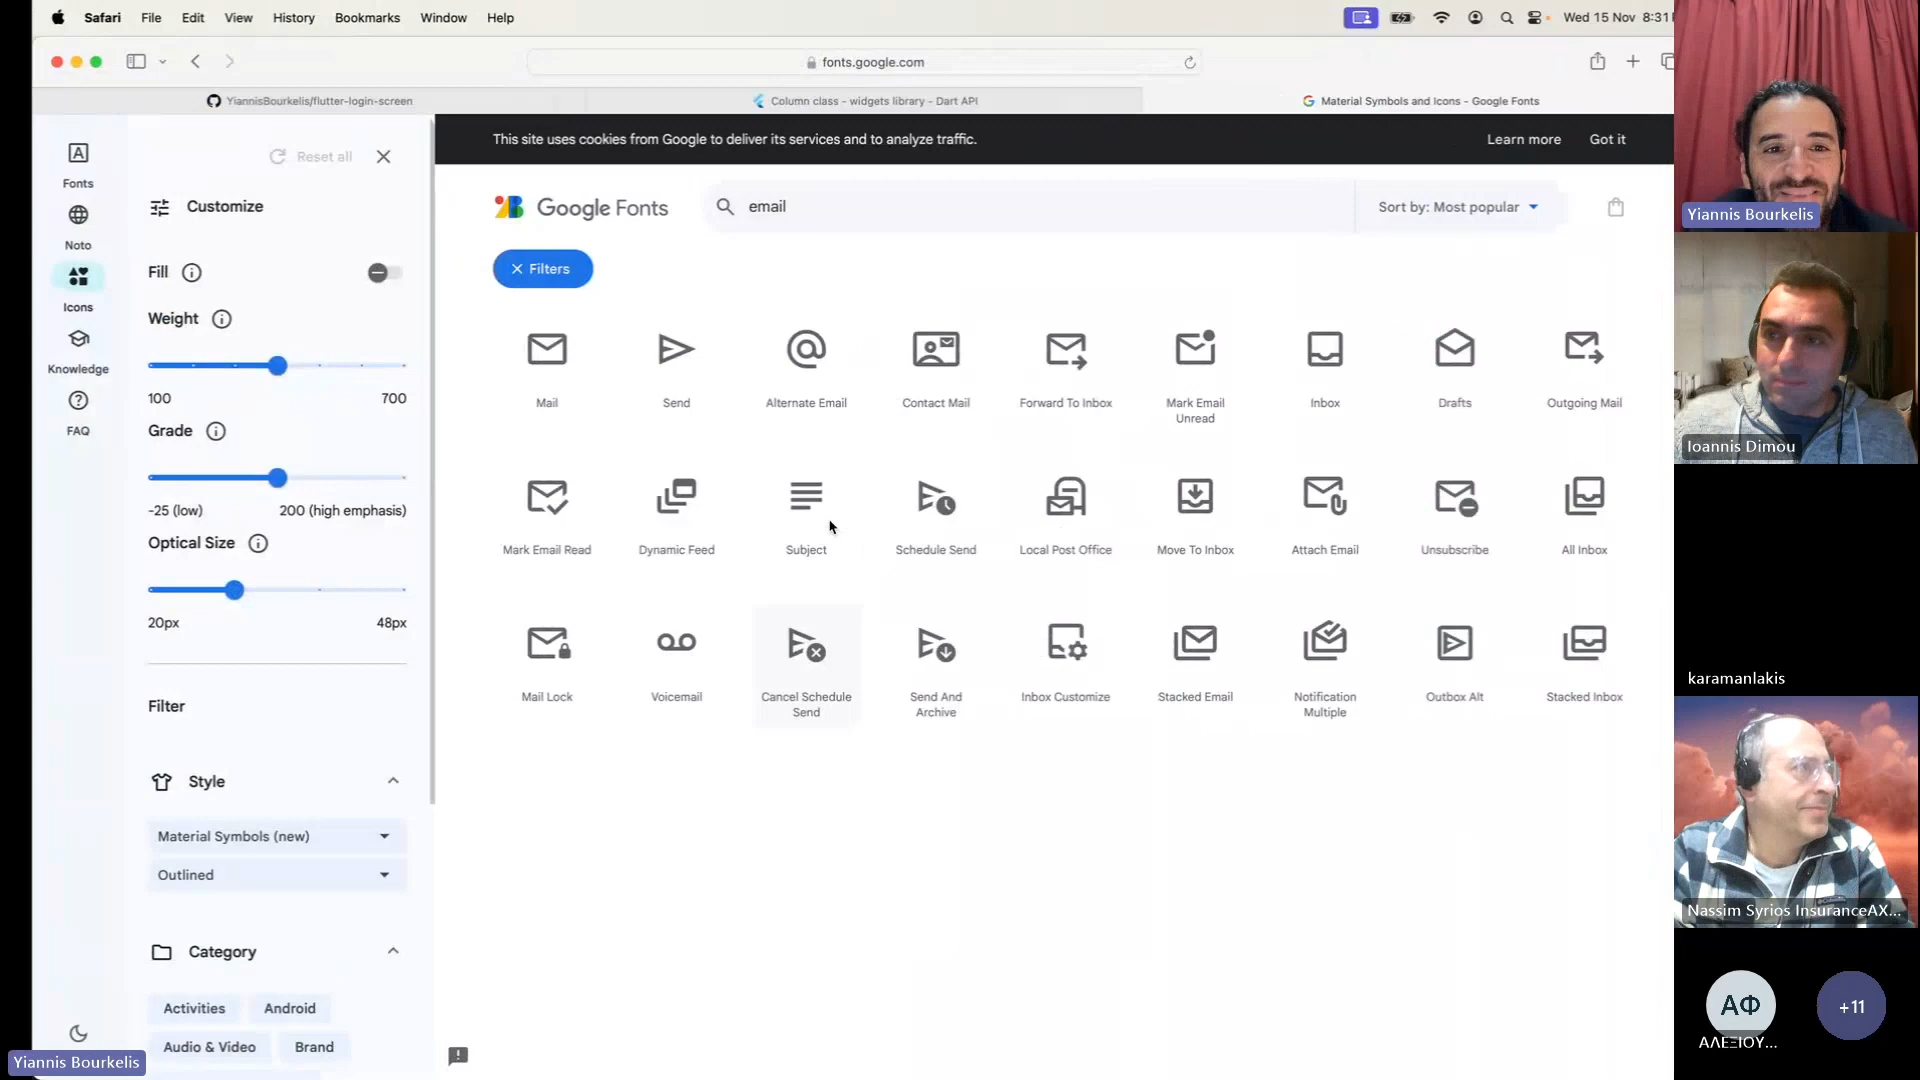 Safari File Edit View History Bookmarks Window Help
Wed 15 Nov 8:31
fonts.google.com
YiannisBourkelis/flutter-login-screen
Column class - widgets library - Dart API
Material Symbols and Icons - Google Fonts
Fonts
Noto
Icons
Knowledge
FAQ
Reset all
Customize
Fill
Weight
100 700
Grade
-25 (low) 200 (high emphasis)
Optical Size
20px 48px
Filter
Style
Material Symbols (new)
Outlined
Category
Activities Android
Audio & Video Brand
This site uses cookies from Google to deliver its services and to analyze traffic.
Learn more Got it
Google Fonts
email
Sort by: Most popular
Filters
Mail
Send
Alternate Email
Contact Mail
Forward To Inbox
Mark Email
Unread
Inbox
Drafts
Outgoing Mail
Mark Email Read
Dynamic Feed
Subject
Schedule Send
Local Post Office
Move To Inbox
Attach Email
Unsubscribe
All Inbox
Mail Lock
Voicemail
Cancel Schedule
Send
Send And
Archive
Inbox Customize
Stacked Email
Notification
Multiple
Outbox Alt
Stacked Inbox
Yiannis Bourkelis
Yiannis Bourkelis
Ioannis Dimou
karamanlakis
Nassim Syrios InsuranceAX...
ΑΦ
ΑΛΕΞΙΟΥ...
+11